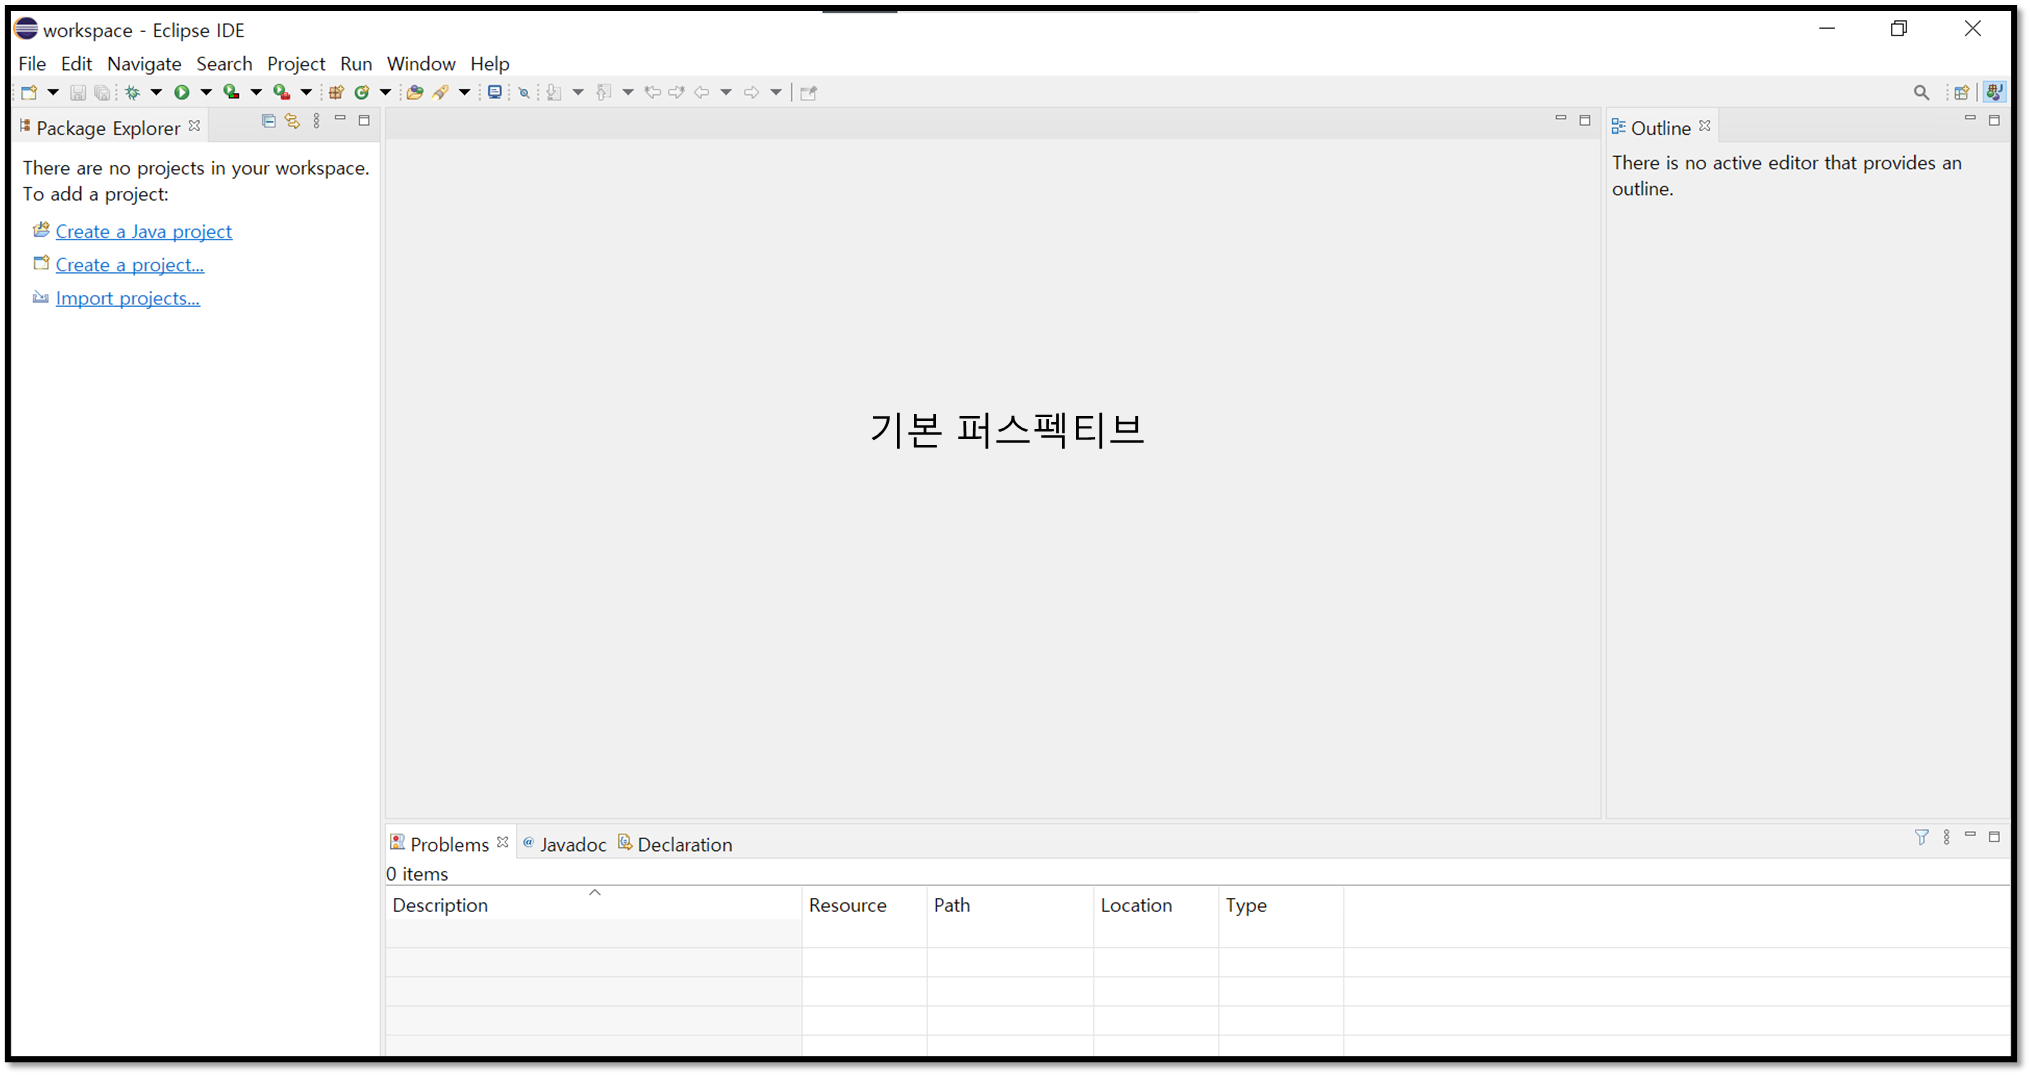 workspace - Eclipse IDE
File Edit Navigate Search Project Run Window Help
Package Explorer
There are no projects in your workspace.
To add a project:
Create a Java project
Create a project...
Import projects...
기본 퍼스펙티브
Outline
There is no active editor that provides an
outline.
Problems @ Javadoc Declaration
0 items
Description Resource Path Location Type